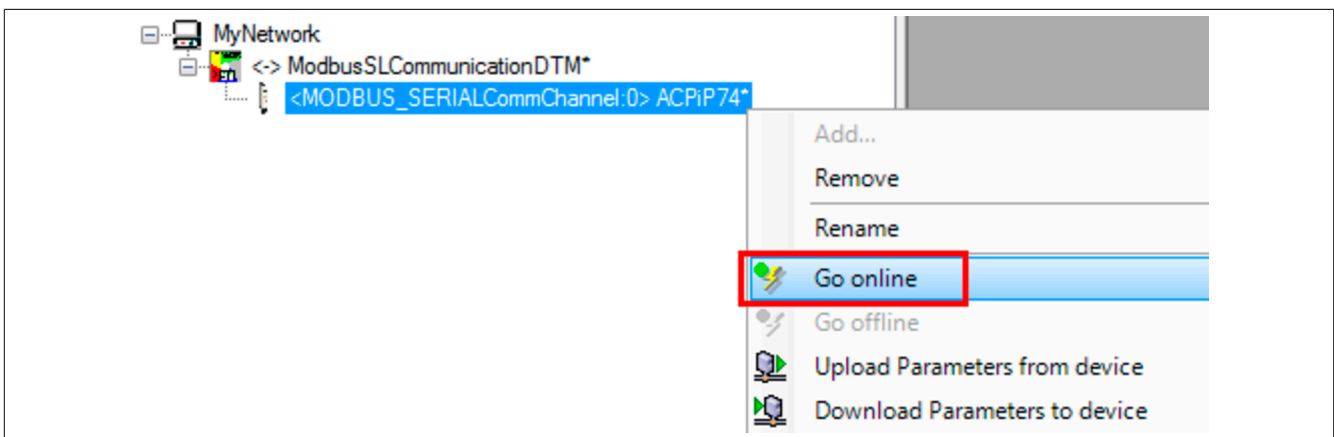 MyNetwork
<-> ModbusSLCommunicationDTM*
<MODBUS_SERIALCommChannel:0> ACPiP74*
Add...
Remove
Rename
Go online
Go offline
Upload Parameters from device
Download Parameters to device